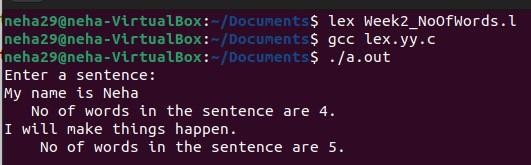 neha29@neha-VirtualBox:~/Documents$ lex Week2_NoOfWords.l
neha29@neha-VirtualBox:~/Documents$ gcc lex.yy.c
neha29@neha-VirtualBox:~/Documents$ ./a.out
Enter a sentence:
My name is Neha
   No of words in the sentence are 4.
I will make things happen.
    No of words in the sentence are 5.